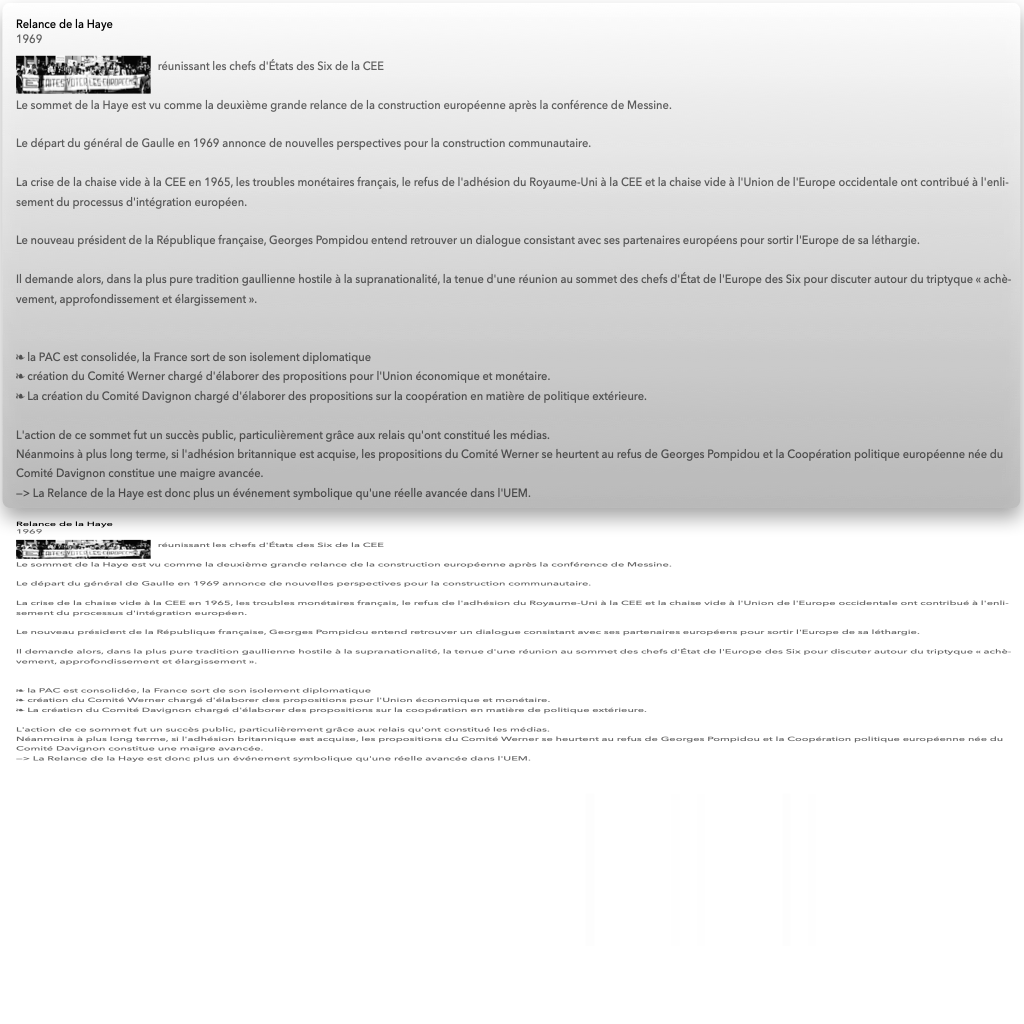 Relance de la Haye
1969
réunissant les chefs d'États des Six de la CEE
Le sommet de la Haye est vu comme la deuxième grande relance de la construction européenne après la conférence de Messine.
Le départ du général de Gaulle en 1969 annonce de nouvelles perspectives pour la construction communautaire.
La crise de la chaise vide à la CEE en 1965, les troubles monétaires français, le refus de l'adhésion du Royaume-Uni à la CEE et la chaise vide à l'Union de l'Europe occidentale ont contribué à l'enli-
sement du processus d'intégration européen.
Le nouveau président de la République française, Georges Pompidou entend retrouver un dialogue consistant avec ses partenaires européens pour sortir l'Europe de sa léthargie.
Il demande alors, dans la plus pure tradition gaullienne hostile à la supranationalité, la tenue d'une réunion au sommet des chefs d'État de l'Europe des Six pour discuter autour du triptyque « achè-
vement, approfondissement et élargissement ».
❧ la PAC est consolidée, la France sort de son isolement diplomatique
❧ création du Comité Werner chargé d'élaborer des propositions pour l'Union économique et monétaire.
❧ La création du Comité Davignon chargé d'élaborer des propositions sur la coopération en matière de politique extérieure.
L'action de ce sommet fut un succès public, particulièrement grâce aux relais qu'ont constitué les médias.
Néanmoins à plus long terme, si l'adhésion britannique est acquise, les propositions du Comité Werner se heurtent au refus de Georges Pompidou et la Coopération politique européenne née du
Comité Davignon constitue une maigre avancée.
—> La Relance de la Haye est donc plus un événement symbolique qu'une réelle avancée dans l'UEM.
Relance de la Haye
1969
réunissant les chefs d'États des Six de la CEE
Le sommet de la Haye est vu comme la deuxième grande relance de la construction européenne après la conférence de Messine.
Le départ du général de Gaulle en 1969 annonce de nouvelles perspectives pour la construction communautaire.
La crise de la chaise vide à la CEE en 1965, les troubles monétaires français, le refus de l'adhésion du Royaume-Uni à la CEE et la chaise vide à l'Union de l'Europe occidentale ont contribué à l'enli-
sement du processus d'intégration européen.
Le nouveau président de la République française, Georges Pompidou entend retrouver un dialogue consistant avec ses partenaires européens pour sortir l'Europe de sa léthargie.
Il demande alors, dans la plus pure tradition gaullienne hostile à la supranationalité, la tenue d'une réunion au sommet des chefs d'État de l'Europe des Six pour discuter autour du triptyque « achè-
vement, approfondissement et élargissement ».
❧ la PAC est consolidée, la France sort de son isolement diplomatique
❧ création du Comité Werner chargé d'élaborer des propositions pour l'Union économique et monétaire.
❧ La création du Comité Davignon chargé d'élaborer des propositions sur la coopération en matière de politique extérieure.
L'action de ce sommet fut un succès public, particulièrement grâce aux relais qu'ont constitué les médias.
Néanmoins à plus long terme, si l'adhésion britannique est acquise, les propositions du Comité Werner se heurtent au refus de Georges Pompidou et la Coopération politique européenne née du
Comité Davignon constitue une maigre avancée.
—> La Relance de la Haye est donc plus un événement symbolique qu'une réelle avancée dans l'UEM.